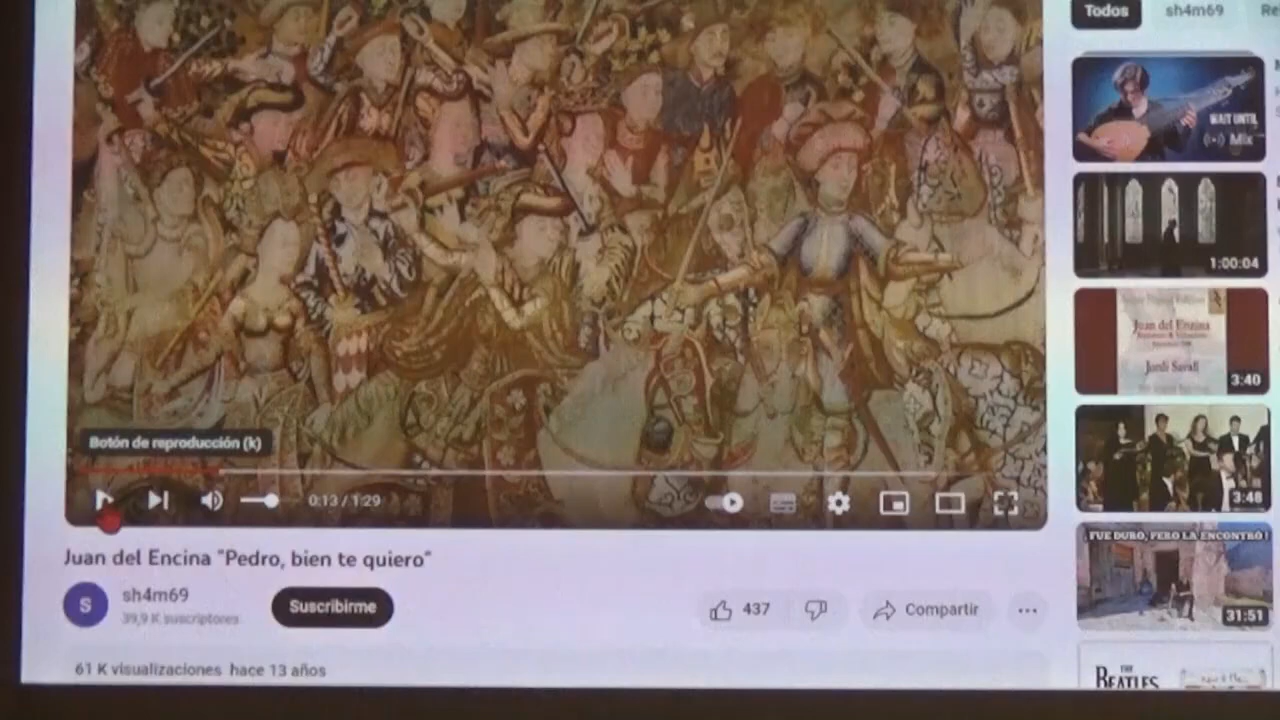 Todos
sh4m69
Re
WAIT UNTIL
Mix
1:00:04
Juan del Enzina
Jordi Savall
3:40
3:48
FUE DURO, PERO LA ENCONTRÓ !
31:51
THE
BEATLES
Botón de reproducción (k)
0:13 / 1:29
Juan del Encina "Pedro, bien te quiero"
S
sh4m69
39,9 K suscriptores
Suscribirme
437
Compartir
61 K visualizaciones hace 13 años